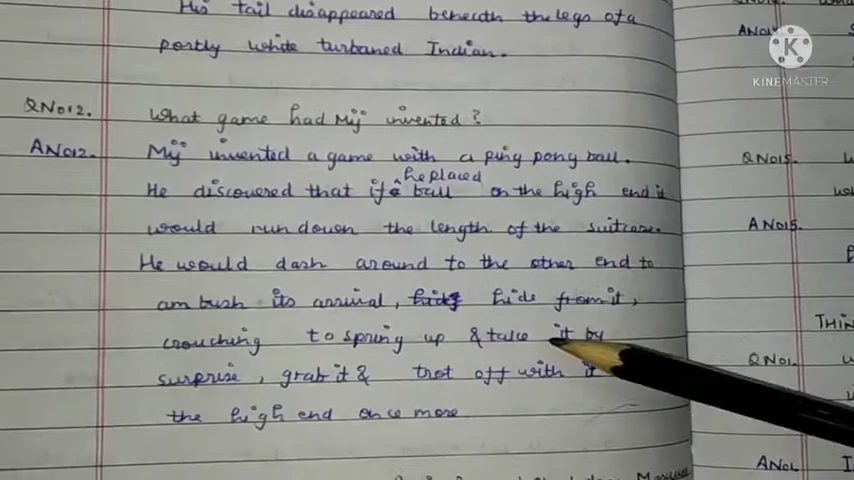 His tail disappeared beneath the legs of a
portly white turbaned Indian.
QNO12. What game had Mij invented?
ANO12. Mij invented a game with a ping pong ball.
he placed
He discovered that if a ball on the high end it
would run down the length of the suitcase.
He would dash around to the other end to
ambush its arrival, hide from it,
crouching to spring up & take it by
surprise, grab it & trot off with it
the high end once more
ANO14.
QNO15.
ANO15.
THIN
QNO1.
ANO1. I
K
KINEMASTER